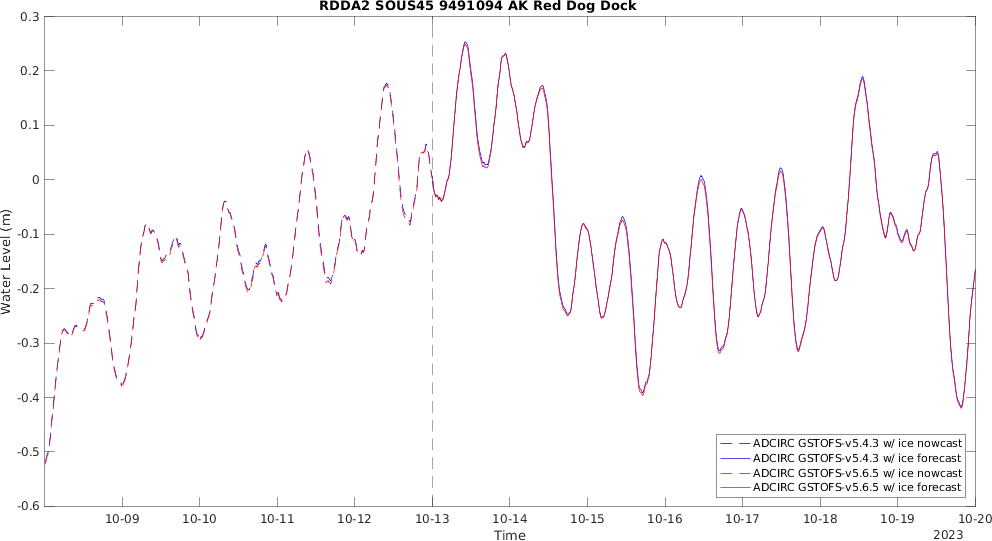 RDDA2 SOUS45 9491094 AK Red Dog Dock
0.3
0.2
0.1
0
-0.1
-0.2
-0.3
-0.4
-0.5
-0.6
Water Level (m)
ADCIRC GSTOFS-v5.4.3 w/ ice nowcast
ADCIRC GSTOFS-v5.4.3 w/ ice forecast
ADCIRC GSTOFS-v5.6.5 w/ ice nowcast
ADCIRC GSTOFS-v5.6.5 w/ ice forecast
10-09 10-10 10-11 10-12 10-13 10-14 10-15 10-16 10-17 10-18 10-19 10-20
Time
2023